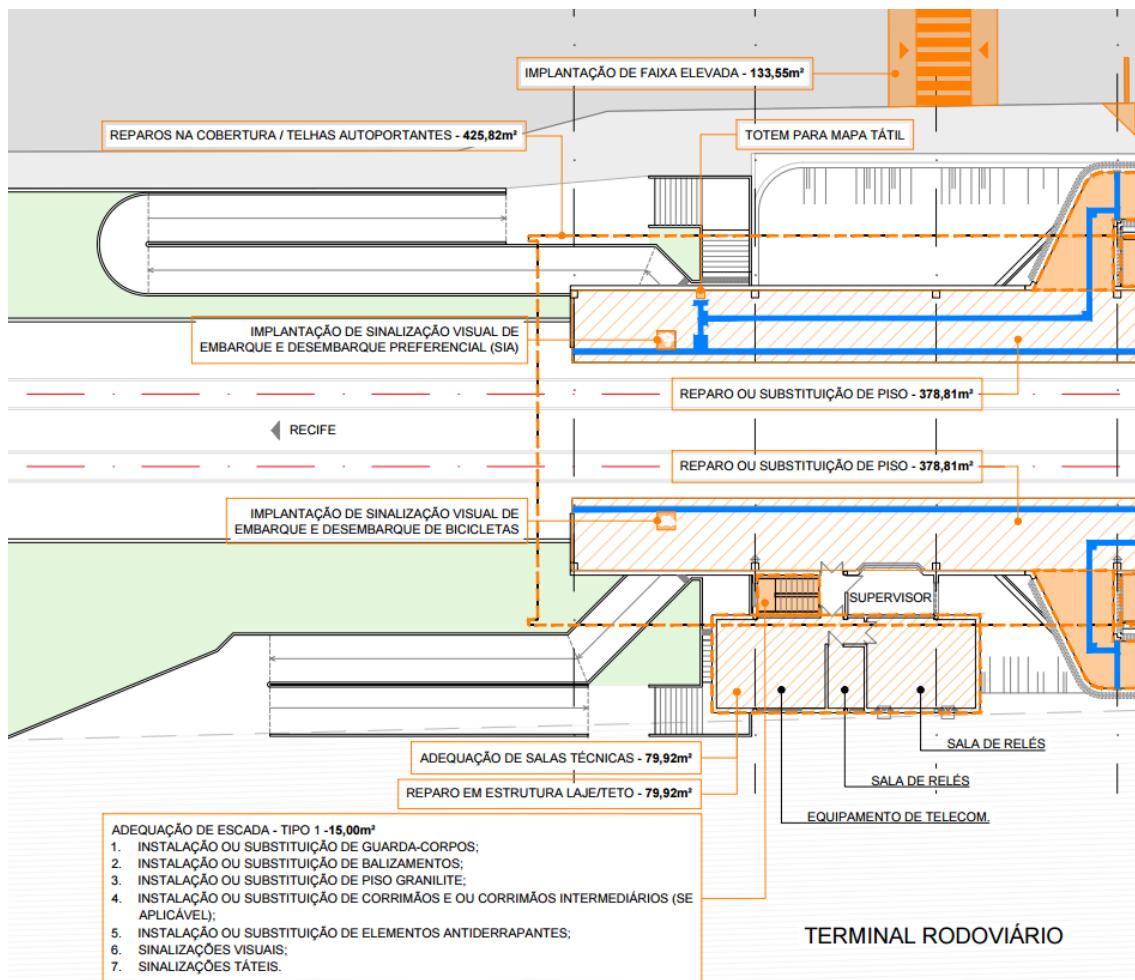 IMPLANTAÇÃO DE FAIXA ELEVADA - 133,55m²
REPAROS NA COBERTURA / TELHAS AUTOPORTANTES - 425,82m²
TOTEM PARA MAPA TÁTIL
IMPLANTAÇÃO DE SINALIZAÇÃO VISUAL DE
EMBARQUE E DESEMBARQUE PREFERENCIAL (SIA)
REPARO OU SUBSTITUIÇÃO DE PISO - 378,81m²
RECIFE
REPARO OU SUBSTITUIÇÃO DE PISO - 378,81m²
IMPLANTAÇÃO DE SINALIZAÇÃO VISUAL DE
EMBARQUE E DESEMBARQUE DE BICICLETAS
SUPERVISOR
SALA DE RELÉS
ADEQUAÇÃO DE SALAS TÉCNICAS - 79,92m²
SALA DE RELÉS
REPARO EM ESTRUTURA LAJE/TETO - 79,92m²
EQUIPAMENTO DE TELECOM.
ADEQUAÇÃO DE ESCADA - TIPO 1 -15,00m²
1. INSTALAÇÃO OU SUBSTITUIÇÃO DE GUARDA-CORPOS;
2. INSTALAÇÃO OU SUBSTITUIÇÃO DE BALIZAMENTOS;
3. INSTALAÇÃO OU SUBSTITUIÇÃO DE PISO GRANILITE;
4. INSTALAÇÃO OU SUBSTITUIÇÃO DE CORRIMÃOS E OU CORRIMÃOS INTERMEDIÁRIOS (SE
APLICÁVEL);
5. INSTALAÇÃO OU SUBSTITUIÇÃO DE ELEMENTOS ANTIDERRAPANTES;
6. SINALIZAÇÕES VISUAIS;
7. SINALIZAÇÕES TÁTEIS.
TERMINAL RODOVIÁRIO